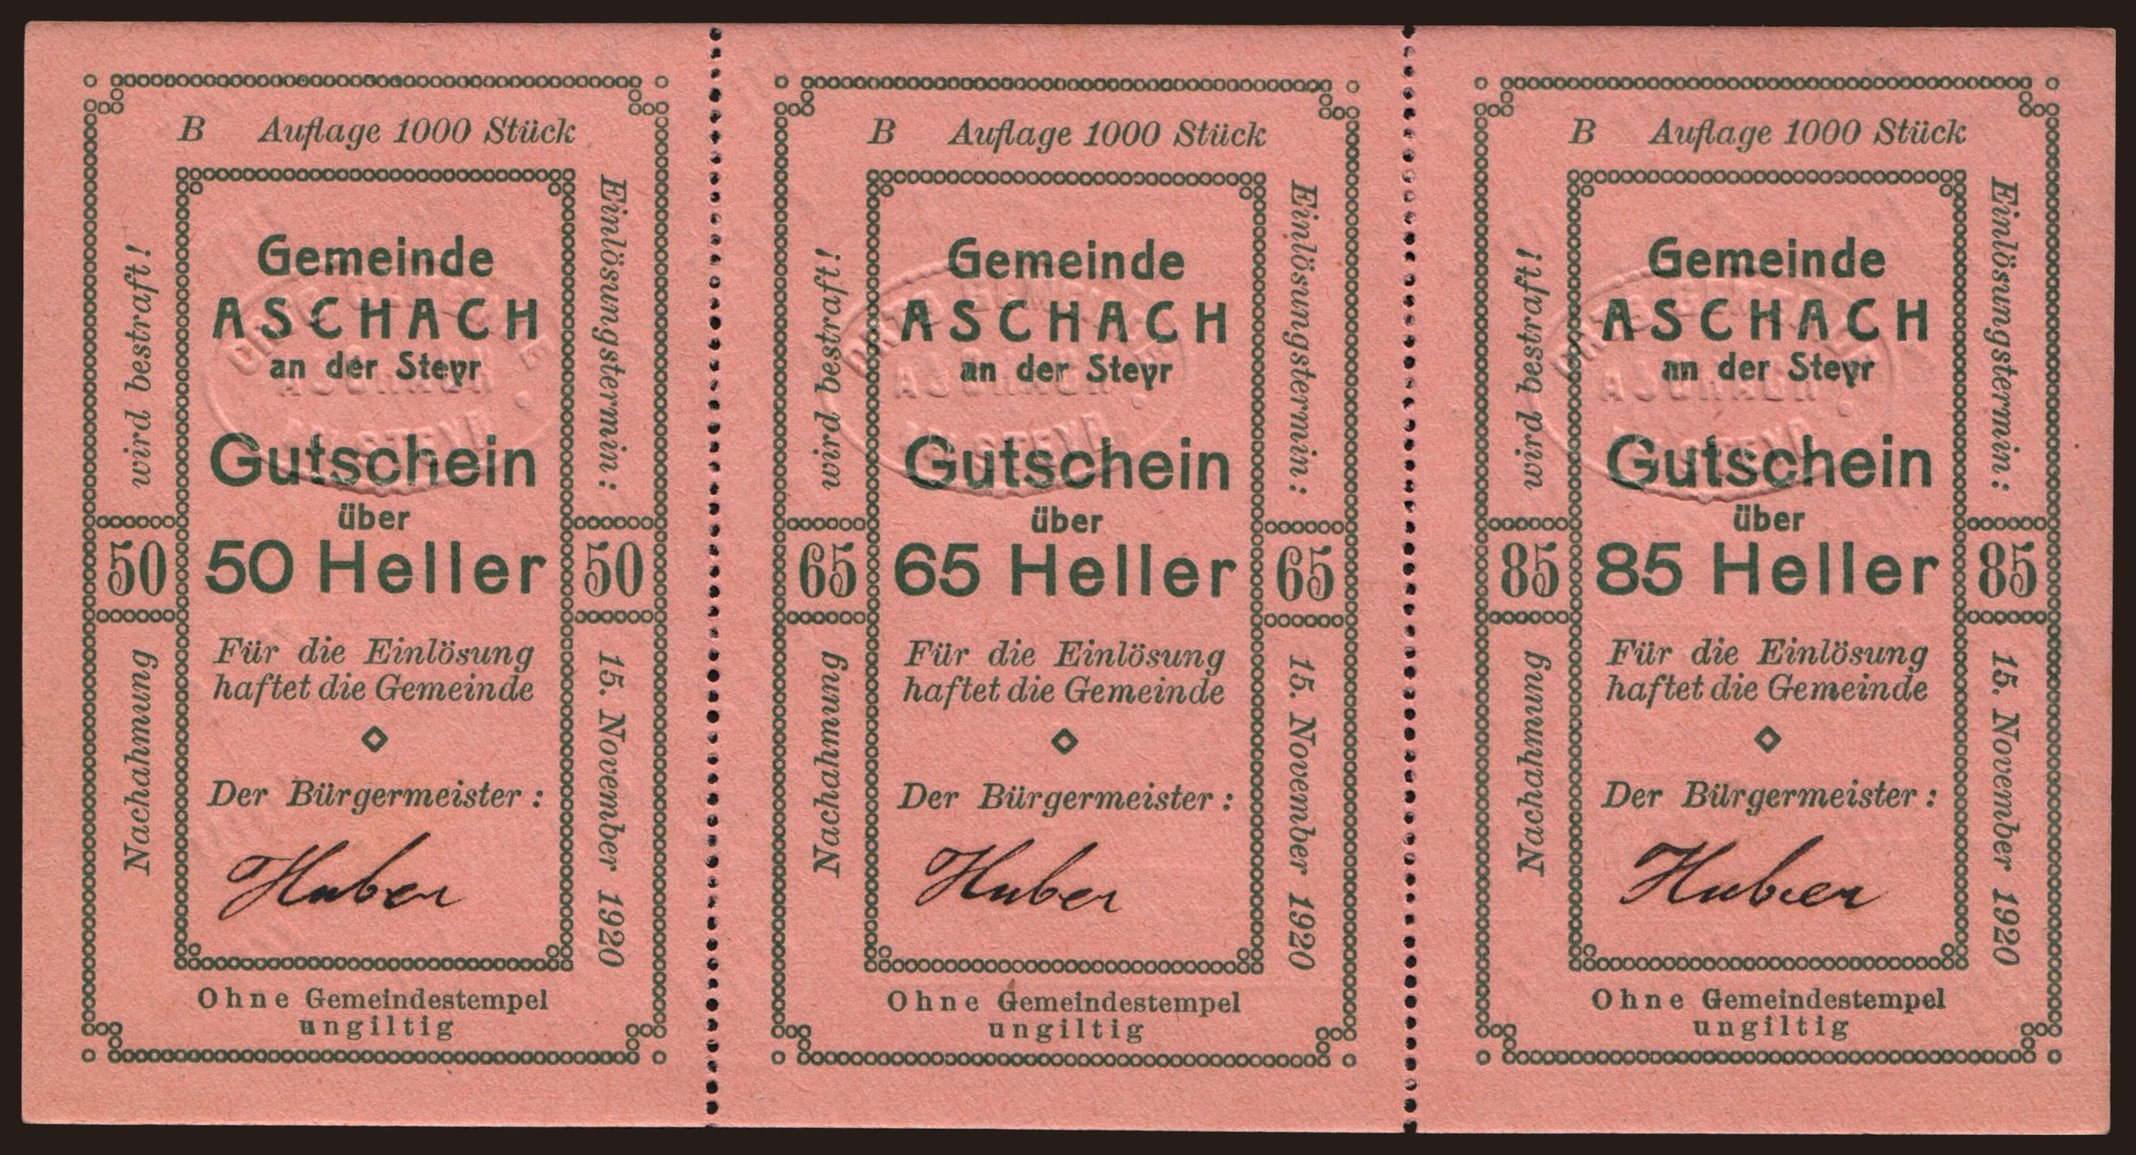 B Auflage 1000 Stück
Gemeinde
ASCHACH
an der Steyr
Gutschein
über
50 Heller
Für die Einlösung
haftet die Gemeinde
Der Bürgermeister:
Huber
Ohne Gemeindestempel
ungiltig
Nachahmung 50 wird bestraft!
Einlösungstermin: 50 15. November 1920
B Auflage 1000 Stück
Gemeinde
ASCHACH
an der Steyr
Gutschein
über
65 Heller
Für die Einlösung
haftet die Gemeinde
Der Bürgermeister:
Huber
Ohne Gemeindestempel
ungiltig
Nachahmung 65 wird bestraft!
Einlösungstermin: 65 15. November 1920
B Auflage 1000 Stück
Gemeinde
ASCHACH
an der Steyr
Gutschein
über
85 Heller
Für die Einlösung
haftet die Gemeinde
Der Bürgermeister:
Huber
Ohne Gemeindestempel
ungiltig
Nachahmung 85 wird bestraft!
Einlösungstermin: 85 15. November 1920